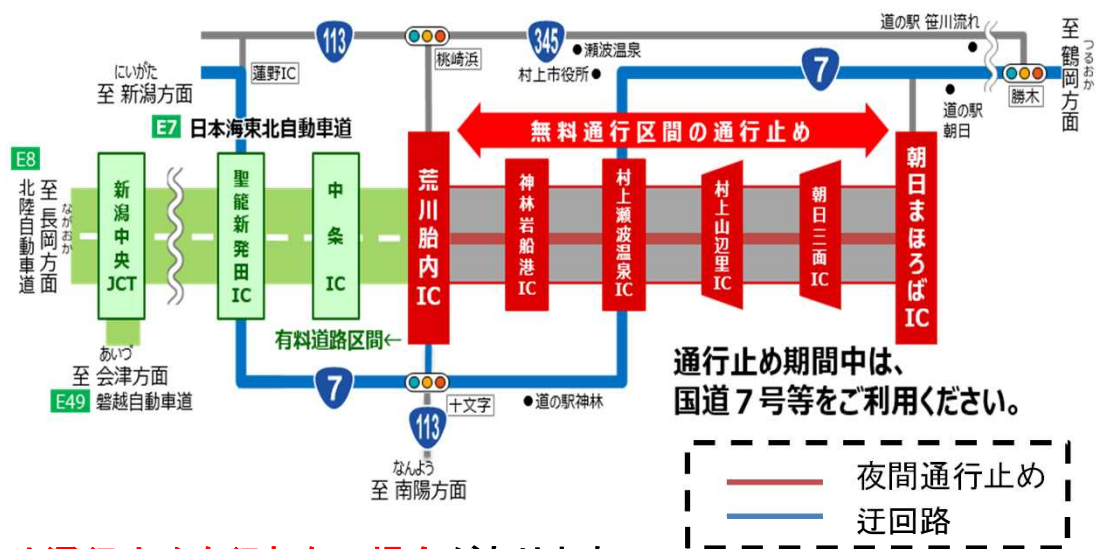 113
345
桃崎浜
瀬波温泉
村上市役所
7
道の駅 笹川流れ
道の駅
朝日
勝木
つるおか
至 鶴岡方面
蓮野IC
にいがた
至 新潟方面
E7 日本海東北自動車道
無料通行区間の通行止め
E8
北陸自動車道
ながおか
至 長岡方面
新潟中央JCT
聖籠新発田IC
中条IC
荒川胎内IC
神林岩船港IC
村上瀬波温泉IC
村上山辺里IC
朝日三面IC
朝日まほろばIC
有料道路区間←
あいづ
至 会津方面
E49 磐越自動車道
7
十文字
道の駅神林
113
なんよう
至 南陽方面
通行止め期間中は、
国道7号等をご利用ください。
夜間通行止め
迂回路